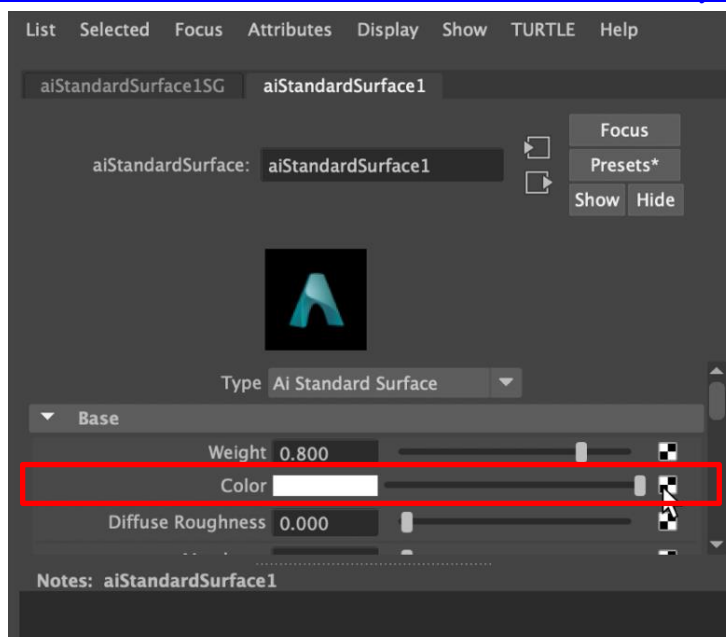 List Selected Focus Attributes Display Show TURTLE Help
aiStandardSurface1SG aiStandardSurface1
Focus
aiStandardSurface: aiStandardSurface1 Presets*
Show Hide
Type Ai Standard Surface
Base
Weight 0.800
Color
Diffuse Roughness 0.000
Notes: aiStandardSurface1